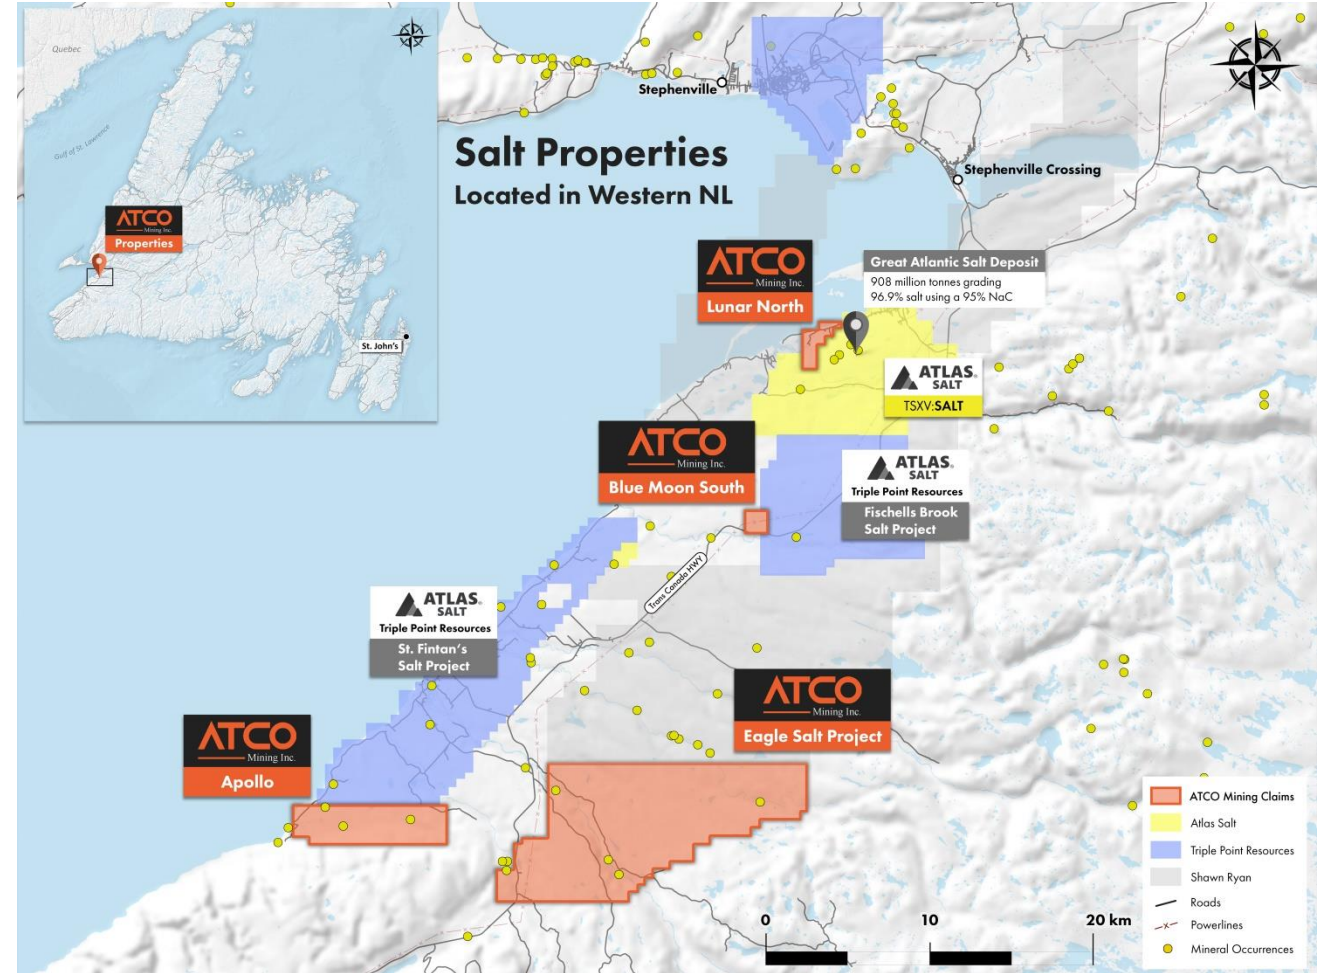 Quebec
Gulf of St. Lawrence
ATCO
Mining Inc.
Properties
St. John's
Salt Properties
Located in Western NL
Stephenville
Stephenville Crossing
ATCO
Mining Inc.
Lunar North
Great Atlantic Salt Deposit
908 million tonnes grading
96.9% salt using a 95% NaC
ATLAS
SALT
TSXV:SALT
ATCO
Mining Inc.
Blue Moon South
ATLAS
SALT
Triple Point Resources
Fischells Brook
Salt Project
Trans Canada HWY
ATLAS
SALT
Triple Point Resources
St. Fintan's
Salt Project
ATCO
Mining Inc.
Eagle Salt Project
ATCO
Mining Inc.
Apollo
ATCO Mining Claims
Atlas Salt
Triple Point Resources
Shawn Ryan
Roads
Powerlines
Mineral Occurrences
0 10 20 km